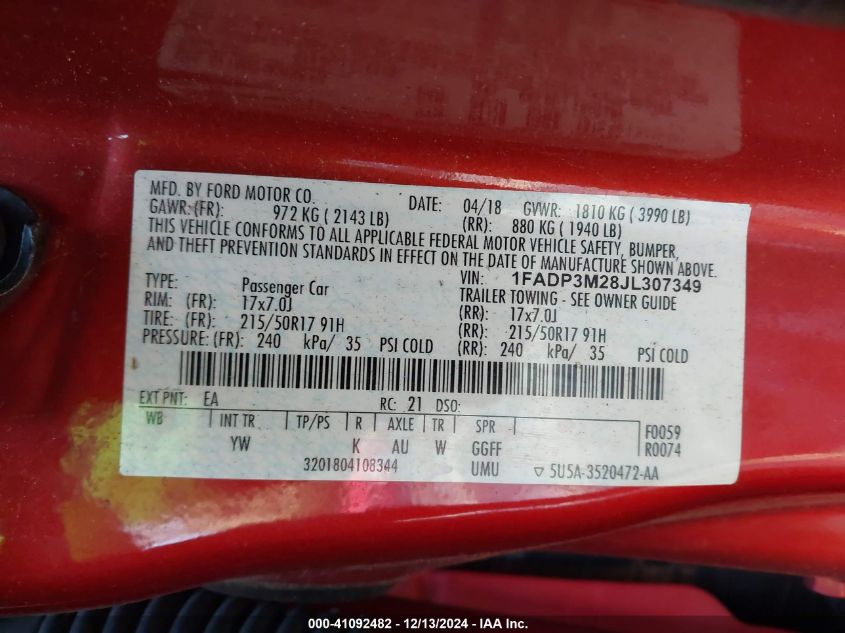 MFD. BY FORD MOTOR CO. DATE: 04/18 GVWR: 1810 KG ( 3990 LB)
GAWR: (FR): 972 KG ( 2143 LB) (RR): 880 KG ( 1940 LB)
THIS VEHICLE CONFORMS TO ALL APPLICABLE FEDERAL MOTOR VEHICLE SAFETY, BUMPER,
AND THEFT PREVENTION STANDARDS IN EFFECT ON THE DATE OF MANUFACTURE SHOWN ABOVE.
VIN: 1FADP3M28JL307349
TYPE: Passenger Car TRAILER TOWING - SEE OWNER GUIDE
RIM: (FR): 17x7.0J (RR): 17x7.0J
TIRE: (FR): 215/50R17 91H (RR): 215/50R17 91H
PRESSURE: (FR): 240 kPa/ 35 PSI COLD (RR): 240 kPa/ 35 PSI COLD
EXT PNT: EA RC: 21 DSO:
WB INT TR TP/PS R AXLE TR SPR F0059
YW K AU W GGFF R0074
3201804108344 UMU ▽ 5U5A-3520472-AA
000-41092482 - 12/13/2024 - IAA Inc.